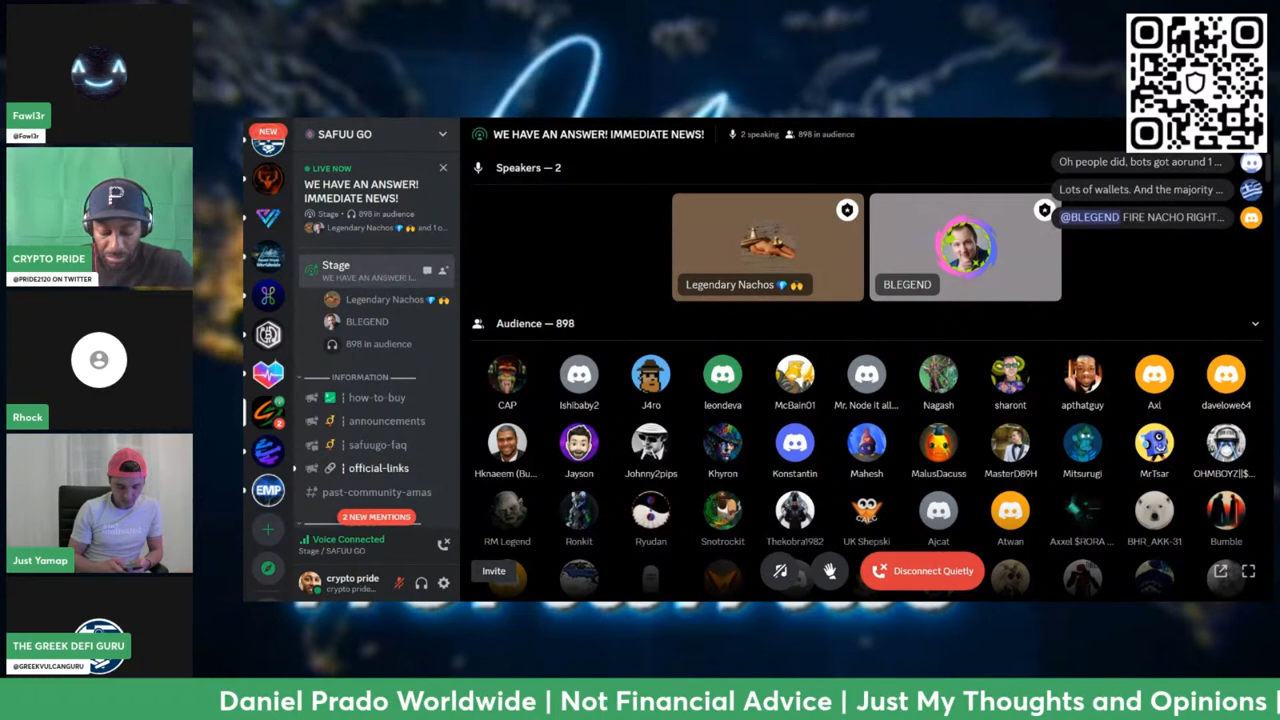 Fawl3r
@Fawl3r
CRYPTO PRIDE
@PRIDE2120 ON TWITTER
Rhock
Just Yamap
THE GREEK DEFI GURU
@GREEKVULCANGURU
NEW
EMP
SAFUU GO
LIVE NOW
WE HAVE AN ANSWER!
IMMEDIATE NEWS!
Stage · 898 in audience
Legendary Nachos 💎 🙌 and 1 o...
Stage
WE HAVE AN ANSWER! I...
Legendary Nachos 💎 🙌
BLEGEND
898 in audience
INFORMATION
how-to-buy
announcements
safuugo-faq
official-links
past-community-amas
2 NEW MENTIONS
Voice Connected
Stage / SAFUU GO
crypto pride
crypto pride...
WE HAVE AN ANSWER! IMMEDIATE NEWS!
2 speaking 898 in audience
Speakers — 2
Legendary Nachos 💎 🙌
BLEGEND
Oh people did, bots got aorund 1 ...
Lots of wallets. And the majority ...
@BLEGEND FIRE NACHO RIGHT...
Audience — 898
CAP Ishibaby2 J4ro leondeva McBain01 Mr. Node it all... Nagash sharont apthatguy Axl davelowe64
Hknaeem (Bu... Jayson Johnny2pips Khyron Konstantin Mahesh MalusDacuss MasterD89H Mitsurugi MrTsar OHMBOYZ||$...
RM Legend Ronkit Ryudan Snotrockit Thekobra1982 UK Shepski Ajcat Atwan Axxel $RORA ... BHR_AKK-31 Bumble
Invite
Disconnect Quietly
Daniel Prado Worldwide | Not Financial Advice | Just My Thoughts and Opinions |